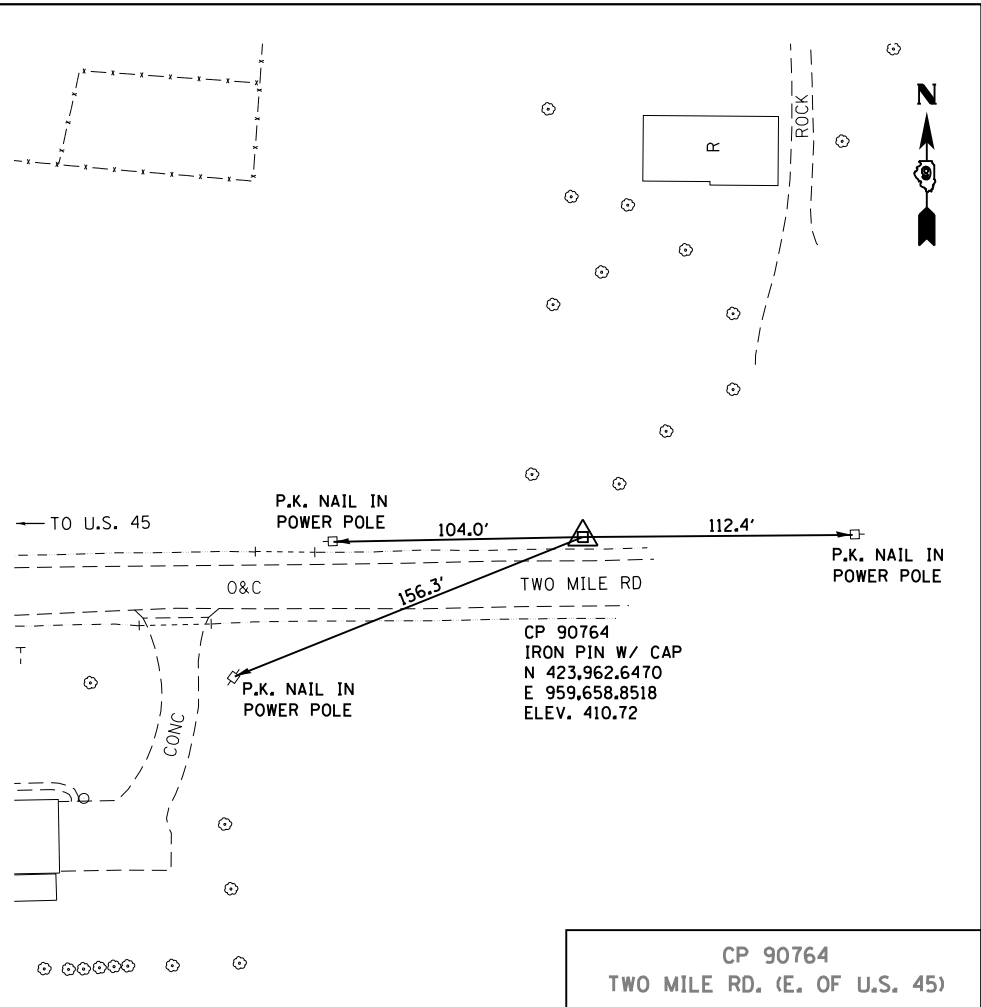 ROCK
N
R
P.K. NAIL IN
POWER POLE
TO U.S. 45
104.0'
112.4'
P.K. NAIL IN
POWER POLE
O&C
156.3'
TWO MILE RD
CP 90764
IRON PIN W/ CAP
N 423,962.6470
E 959,658.8518
ELEV. 410.72
T
P.K. NAIL IN
POWER POLE
CONC
CP 90764
TWO MILE RD. (E. OF U.S. 45)